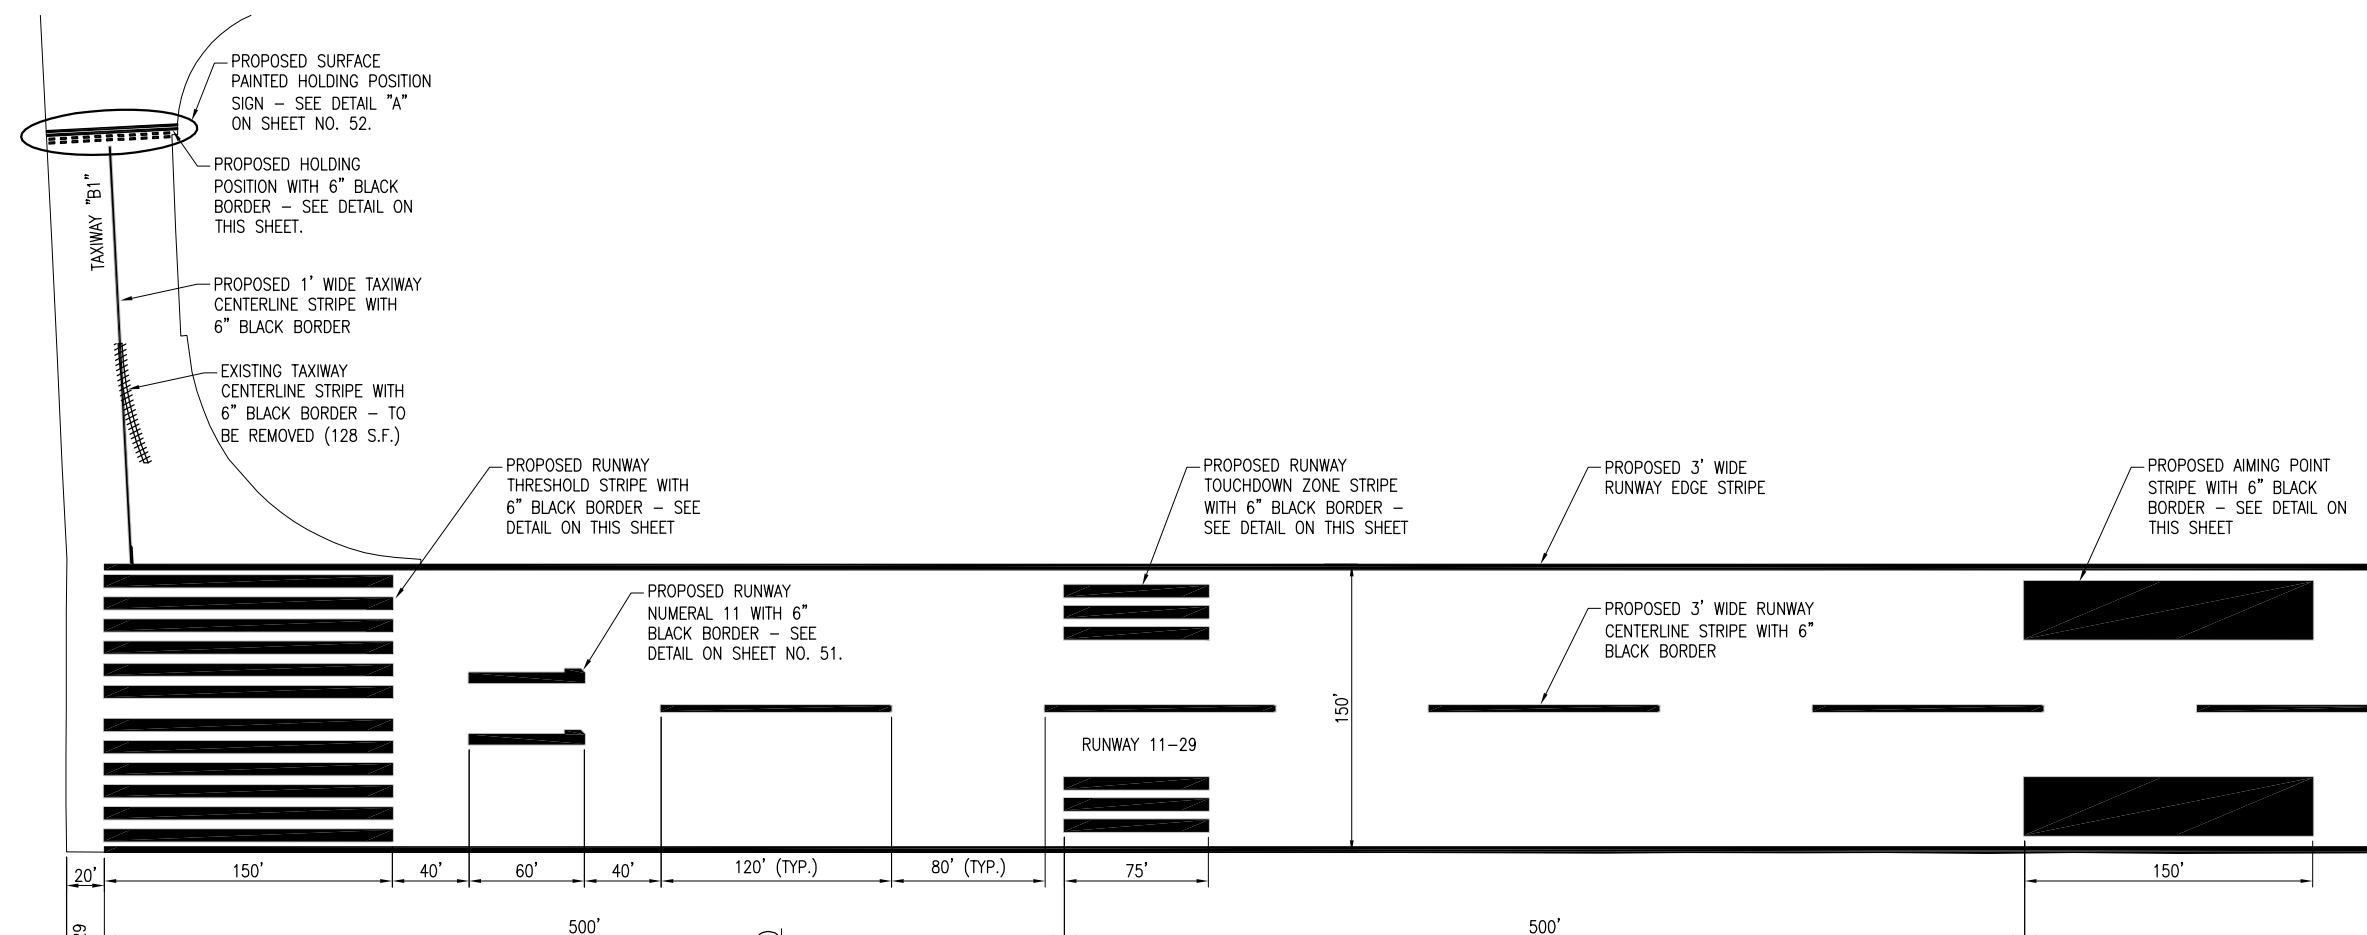 PROPOSED SURFACE
PAINTED HOLDING POSITION
SIGN – SEE DETAIL "A"
ON SHEET NO. 52.
PROPOSED HOLDING
POSITION WITH 6" BLACK
BORDER – SEE DETAIL ON
THIS SHEET.
TAXIWAY "B1"
PROPOSED 1' WIDE TAXIWAY
CENTERLINE STRIPE WITH
6" BLACK BORDER
EXISTING TAXIWAY
CENTERLINE STRIPE WITH
6" BLACK BORDER – TO
BE REMOVED (128 S.F.)
PROPOSED RUNWAY
THRESHOLD STRIPE WITH
6" BLACK BORDER – SEE
DETAIL ON THIS SHEET
PROPOSED RUNWAY
TOUCHDOWN ZONE STRIPE
WITH 6" BLACK BORDER –
SEE DETAIL ON THIS SHEET
PROPOSED 3' WIDE
RUNWAY EDGE STRIPE
PROPOSED AIMING POINT
STRIPE WITH 6" BLACK
BORDER – SEE DETAIL ON
THIS SHEET
PROPOSED RUNWAY
NUMERAL 11 WITH 6"
BLACK BORDER – SEE
DETAIL ON SHEET NO. 51.
PROPOSED 3' WIDE RUNWAY
CENTERLINE STRIPE WITH 6"
BLACK BORDER
150'
RUNWAY 11–29
20'
150'
40'
60'
40'
120' (TYP.)
80' (TYP.)
75'
150'
500'
500'